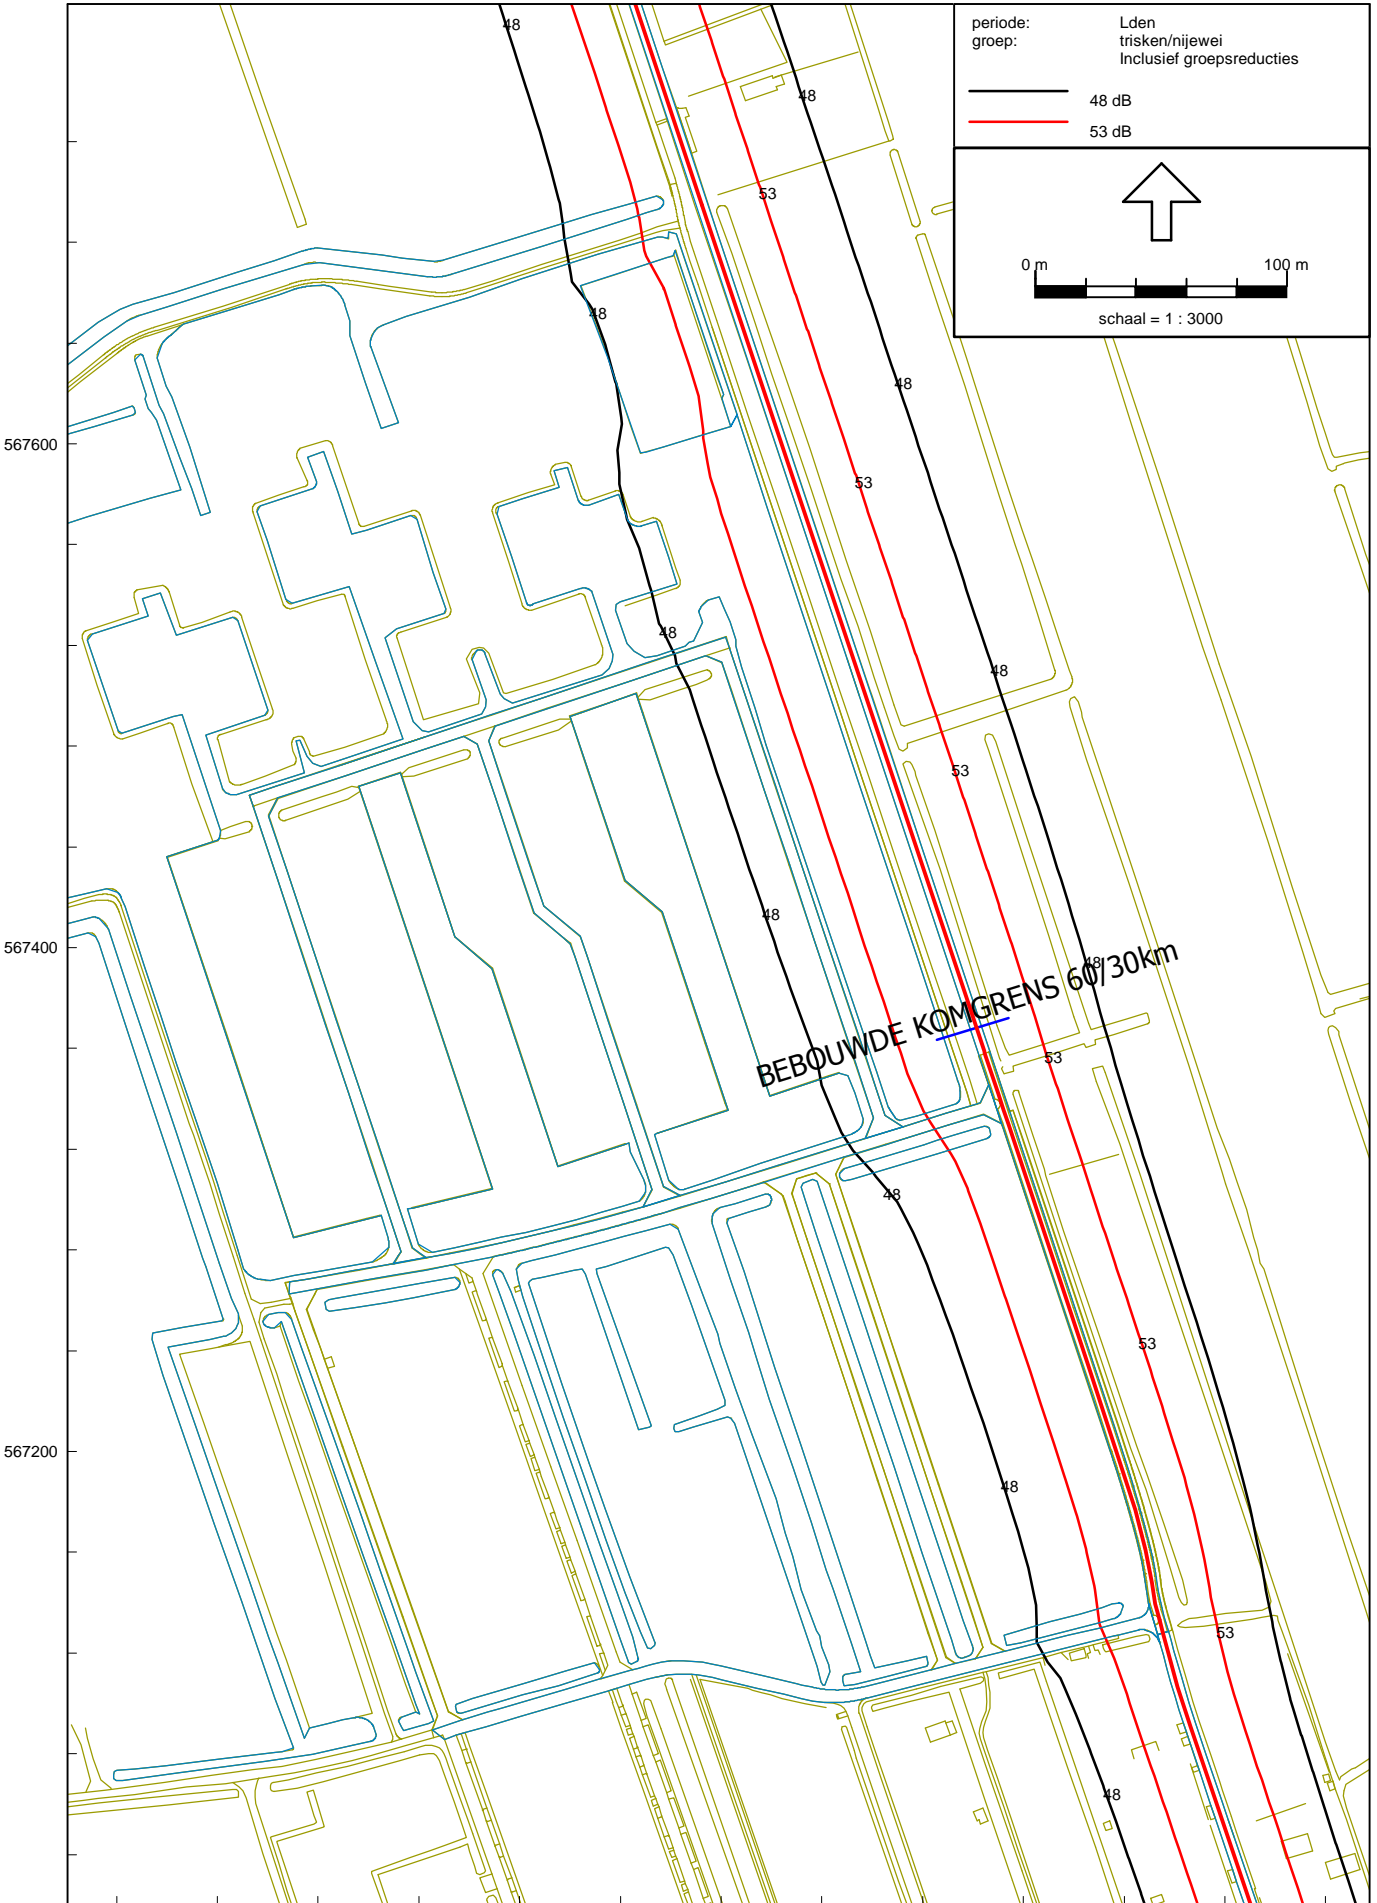 periode: Lden
groep: trisken/nijewei
Inclusief groepsreducties
48 dB
53 dB
0 m 100 m
schaal = 1 : 3000
48
48
53
48
48
567600
53
48
48
53
48
567400
48
BEBOUWDE KOMGRENS 60/30km
53
48
53
567200
48
53
48